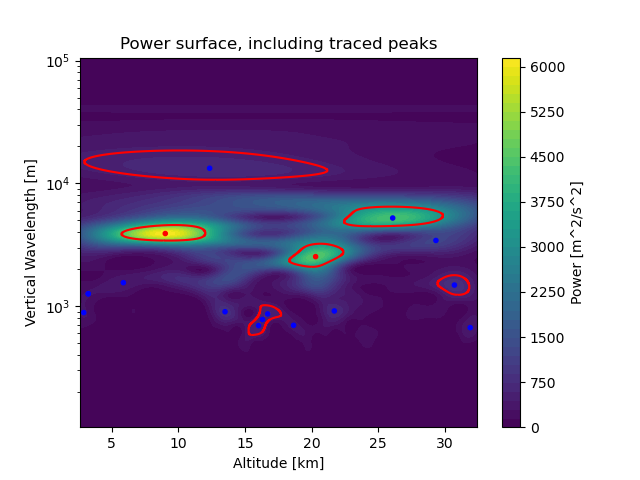 Power surface, including traced peaks
10^5
10^4
10^3
Vertical Wavelength [m]
5 10 15 20 25 30
Altitude [km]
6000
5250
4500
3750
3000
2250
1500
750
0
Power [m^2/s^2]